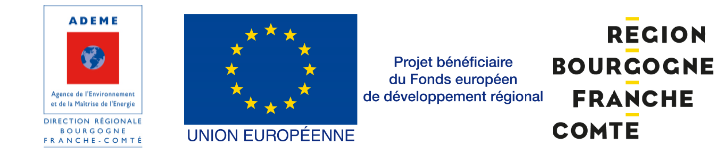 ADEME
Agence de l'Environnement
et de la Maîtrise de l'Energie
DIRECTION RÉGIONALE
BOURGOGNE
FRANCHE-COMTÉ
UNION EUROPÉENNE
Projet bénéficiaire
du Fonds européen
de développement régional
REGION
BOURGOGNE
FRANCHE
COMTE